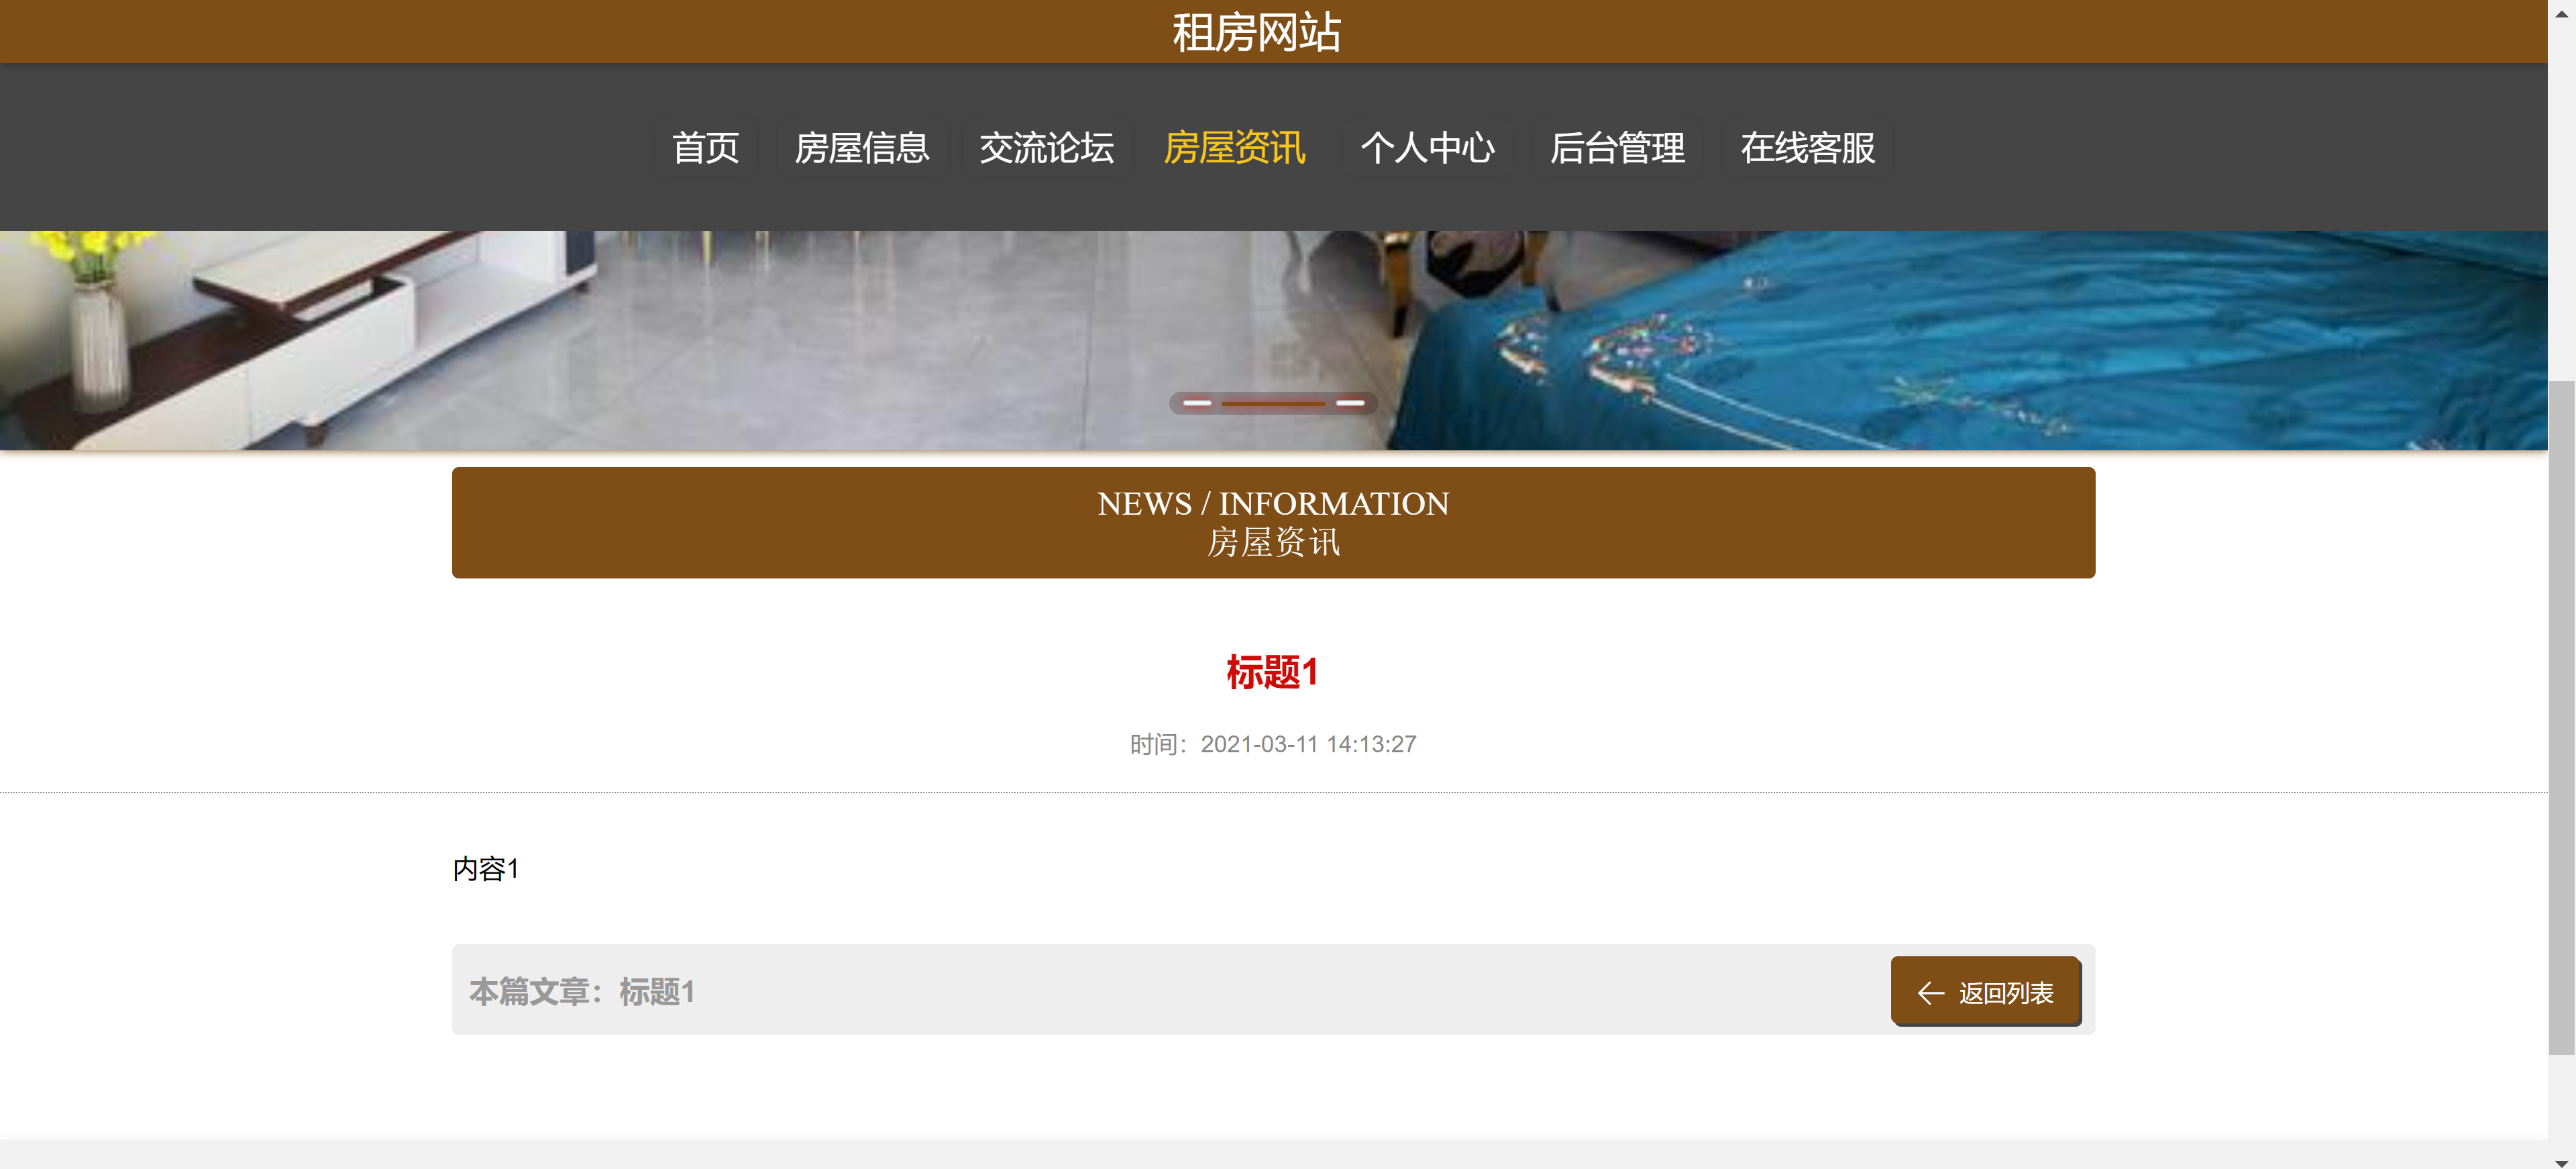 租房网站
首页 房屋信息 交流论坛 房屋资讯 个人中心 后台管理 在线客服
NEWS / INFORMATION
房屋资讯
标题1
时间：2021-03-11 14:13:27
内容1
本篇文章：标题1
返回列表